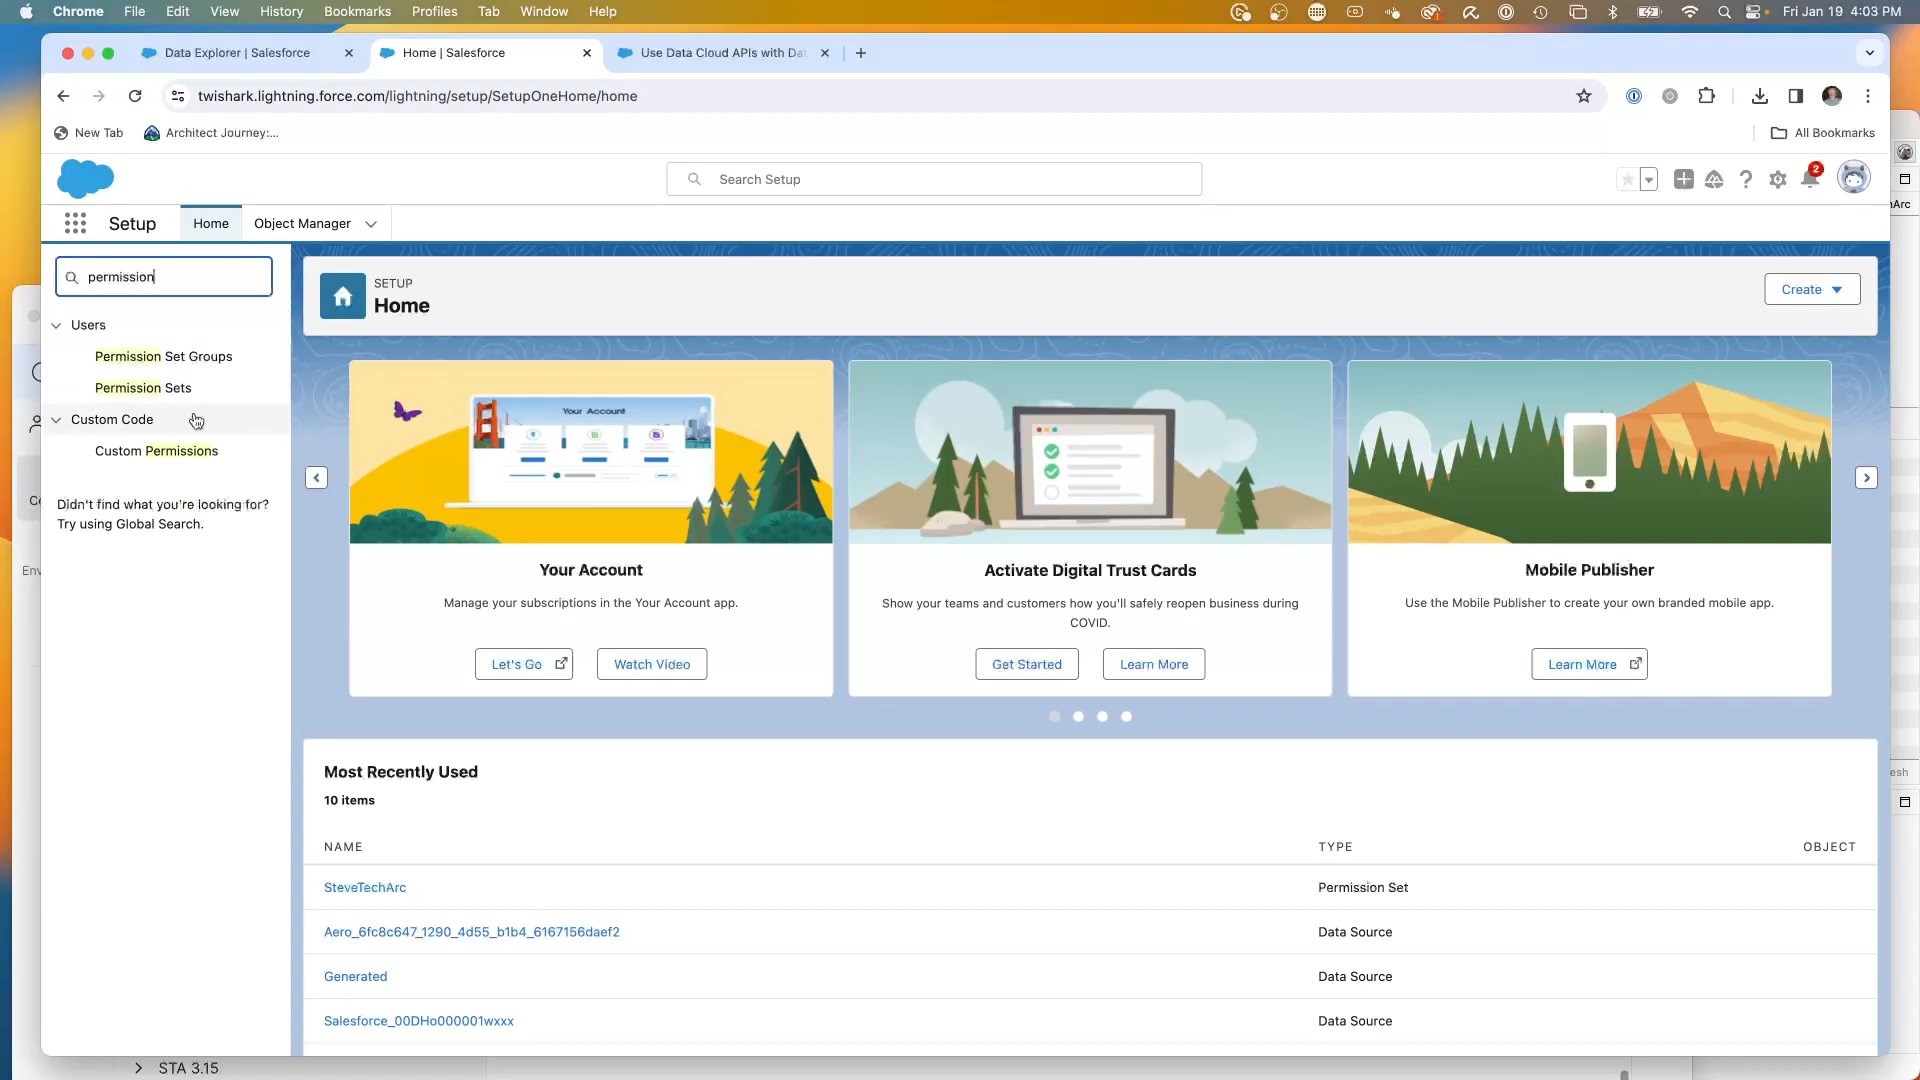 Chrome File Edit View History Bookmarks Profiles Tab Window Help Fri Jan 19 4:03 PM
Data Explorer | Salesforce Home | Salesforce Use Data Cloud APIs with Dat
twishark.lightning.force.com/lightning/setup/SetupOneHome/home
New Tab Architect Journey:... All Bookmarks
Search Setup 2
Setup Home Object Manager
permission
Users
Permission Set Groups
Permission Sets
Custom Code
Custom Permissions
Didn't find what you're looking for?
Try using Global Search.
SETUP
Home
Create
Your Account
Your Account
Manage your subscriptions in the Your Account app.
Let's Go Watch Video
Activate Digital Trust Cards
Show your teams and customers how you'll safely reopen business during
COVID.
Get Started Learn More
Mobile Publisher
Use the Mobile Publisher to create your own branded mobile app.
Learn More
Most Recently Used
10 items
NAME TYPE OBJECT
SteveTechArc Permission Set
Aero_6fc8c647_1290_4d55_b1b4_6167156daef2 Data Source
Generated Data Source
Salesforce_00DHo000001wxxx Data Source
STA 3.15